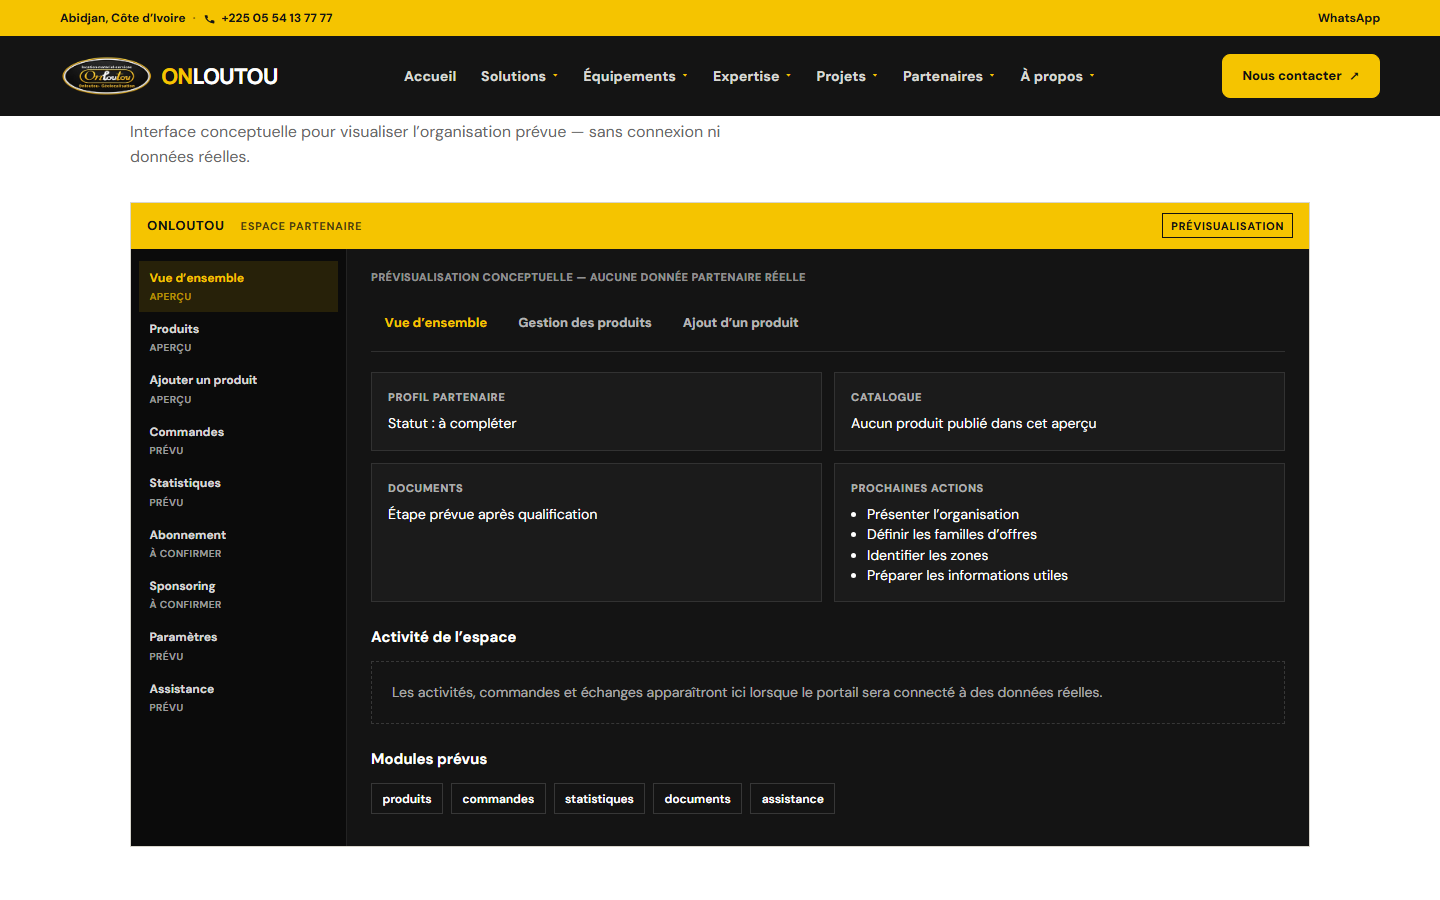 Abidjan, Côte d’Ivoire · +225 05 54 13 77 77
WhatsApp
OnLoutou
ONLOUTOU
Accueil
Solutions
Équipements
Expertise
Projets
Partenaires
À propos
Nous contacter ↗
Interface conceptuelle pour visualiser l’organisation prévue — sans connexion ni
données réelles.
ONLOUTOU ESPACE PARTENAIRE
PRÉVISUALISATION
Vue d’ensemble
APERÇU
Produits
APERÇU
Ajouter un produit
APERÇU
Commandes
PRÉVU
Statistiques
PRÉVU
Abonnement
À CONFIRMER
Sponsoring
À CONFIRMER
Paramètres
PRÉVU
Assistance
PRÉVU
PRÉVISUALISATION CONCEPTUELLE — AUCUNE DONNÉE PARTENAIRE RÉELLE
Vue d’ensemble
Gestion des produits
Ajout d’un produit
PROFIL PARTENAIRE
Statut : à compléter
CATALOGUE
Aucun produit publié dans cet aperçu
DOCUMENTS
Étape prévue après qualification
PROCHAINES ACTIONS
• Présenter l’organisation
• Définir les familles d’offres
• Identifier les zones
• Préparer les informations utiles
Activité de l’espace
Les activités, commandes et échanges apparaîtront ici lorsque le portail sera connecté à des données réelles.
Modules prévus
produits
commandes
statistiques
documents
assistance